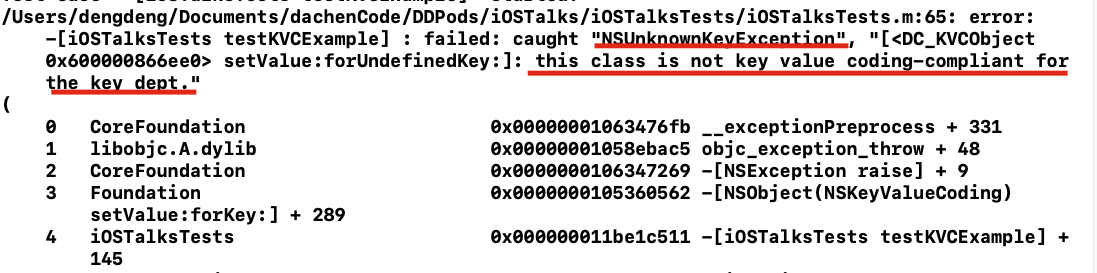 /Users/dengdeng/Documents/dachenCode/DDPods/iOSTalks/iOSTalksTests/iOSTalksTests.m:65: error:
-[iOSTalksTests testKVCExample] : failed: caught "NSUnknownKeyException", "[<DC_KVCObject
0x600000866ee0> setValue:forUndefinedKey:]: this class is not key value coding-compliant for
the key dept."
(
0 CoreFoundation 0x00000001063476fb __exceptionPreprocess + 331
1 libobjc.A.dylib 0x00000001058ebac5 objc_exception_throw + 48
2 CoreFoundation 0x0000000106347269 -[NSException raise] + 9
3 Foundation 0x0000000105360562 -[NSObject(NSKeyValueCoding)
setValue:forKey:] + 289
4 iOSTalksTests 0x000000011be1c511 -[iOSTalksTests testKVCExample] +
145